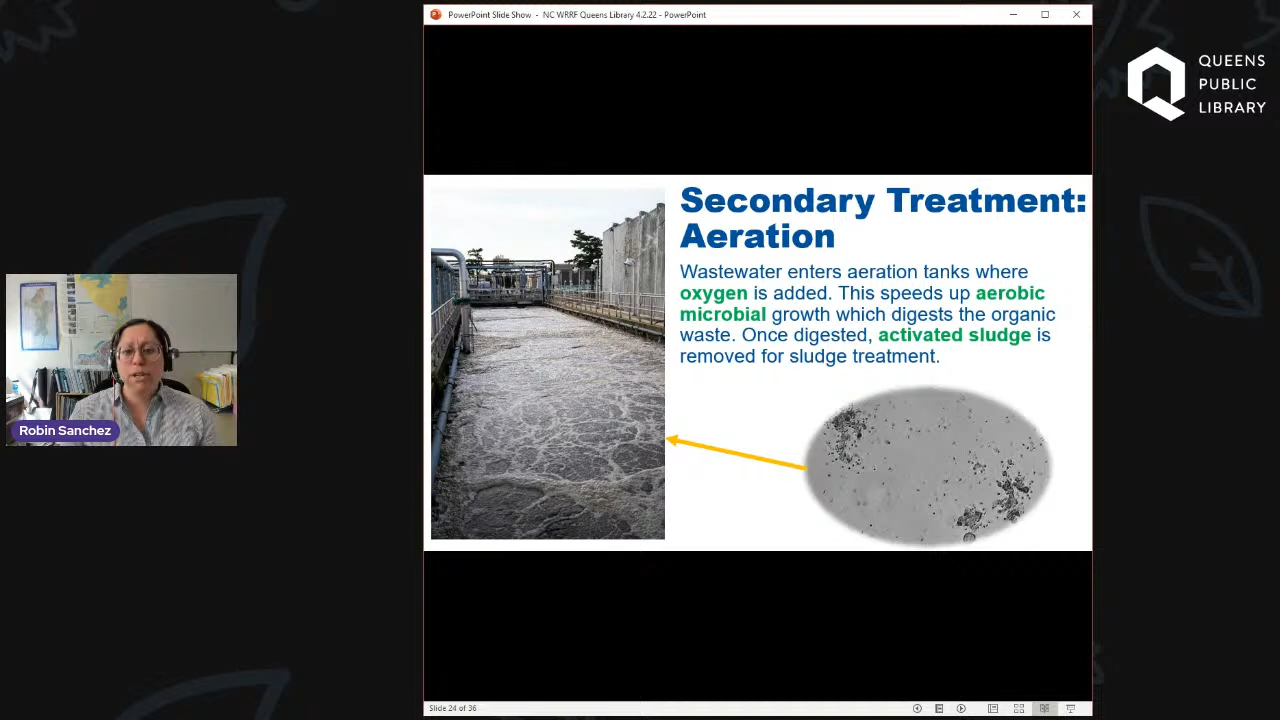 PowerPoint Slide Show - NC WRRF Queens Library 4.2.22 - PowerPoint
QUEENS
PUBLIC
LIBRARY
Secondary Treatment:
Aeration
Wastewater enters aeration tanks where
oxygen is added. This speeds up aerobic
microbial growth which digests the organic
waste. Once digested, activated sludge is
removed for sludge treatment.
Robin Sanchez
Slide 24 of 36